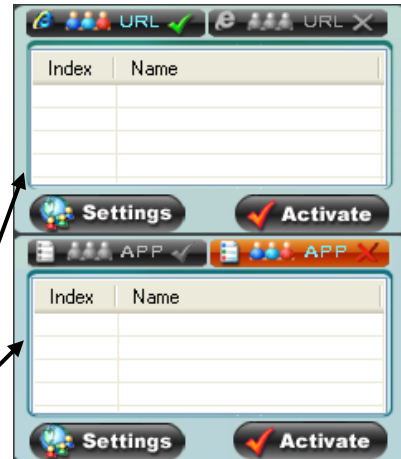 URL URL
Index Name
Settings Activate
APP APP
Index Name
Settings Activate